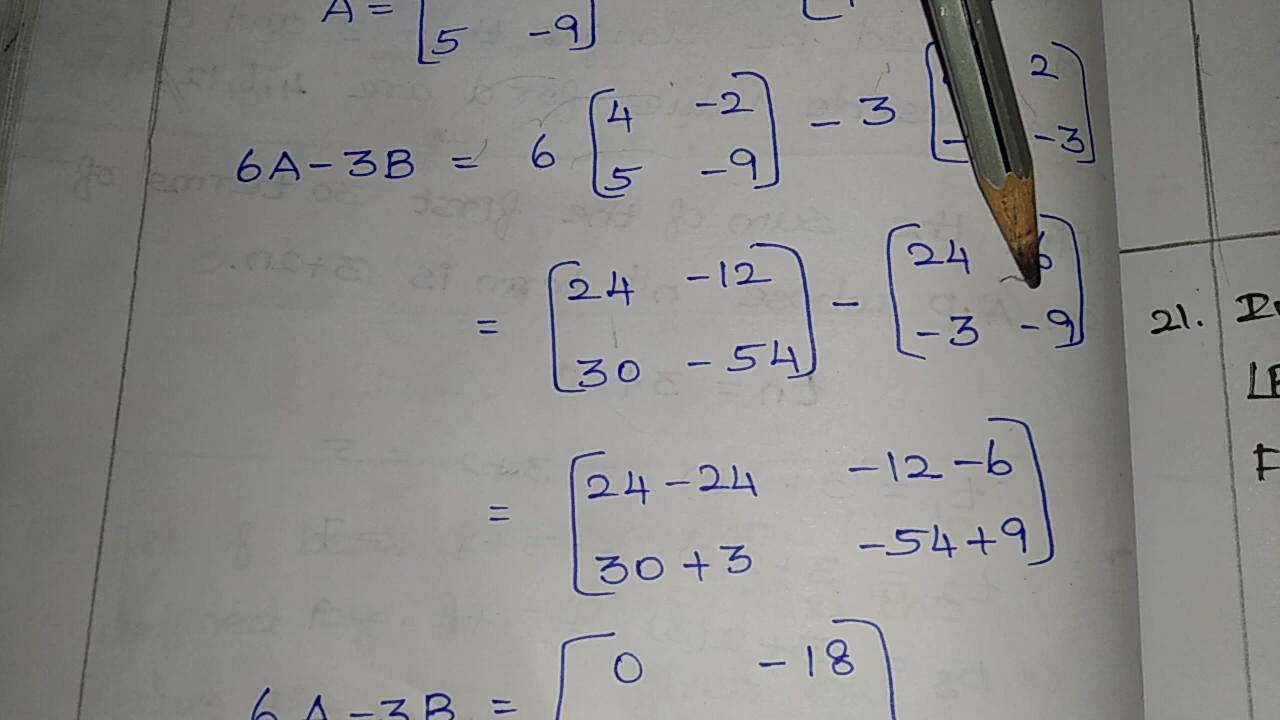 A =
5 -9
4 -2 2
6A-3B = 6 - 3
5 -9 - -3
24 -12 24 6
= -
30 -54 -3 -9
24-24 -12-6
=
30+3 -54+9
0 -18
6A-3B =
21.